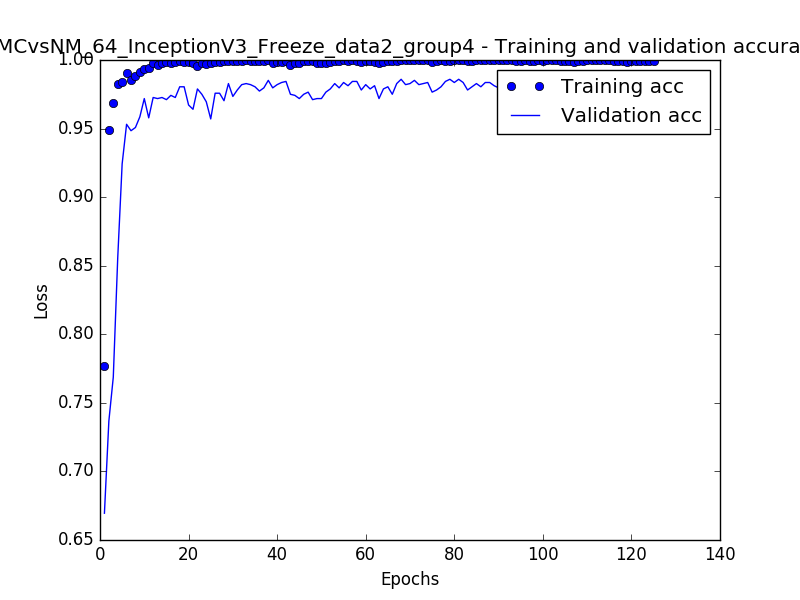 MCvsNM_64_InceptionV3_Freeze_data2_group4 - Training and validation accura
1.00
0.95
0.90
0.85
0.80
0.75
0.70
0.65
Loss
Training acc
Validation acc
0 20 40 60 80 100 120 140
Epochs